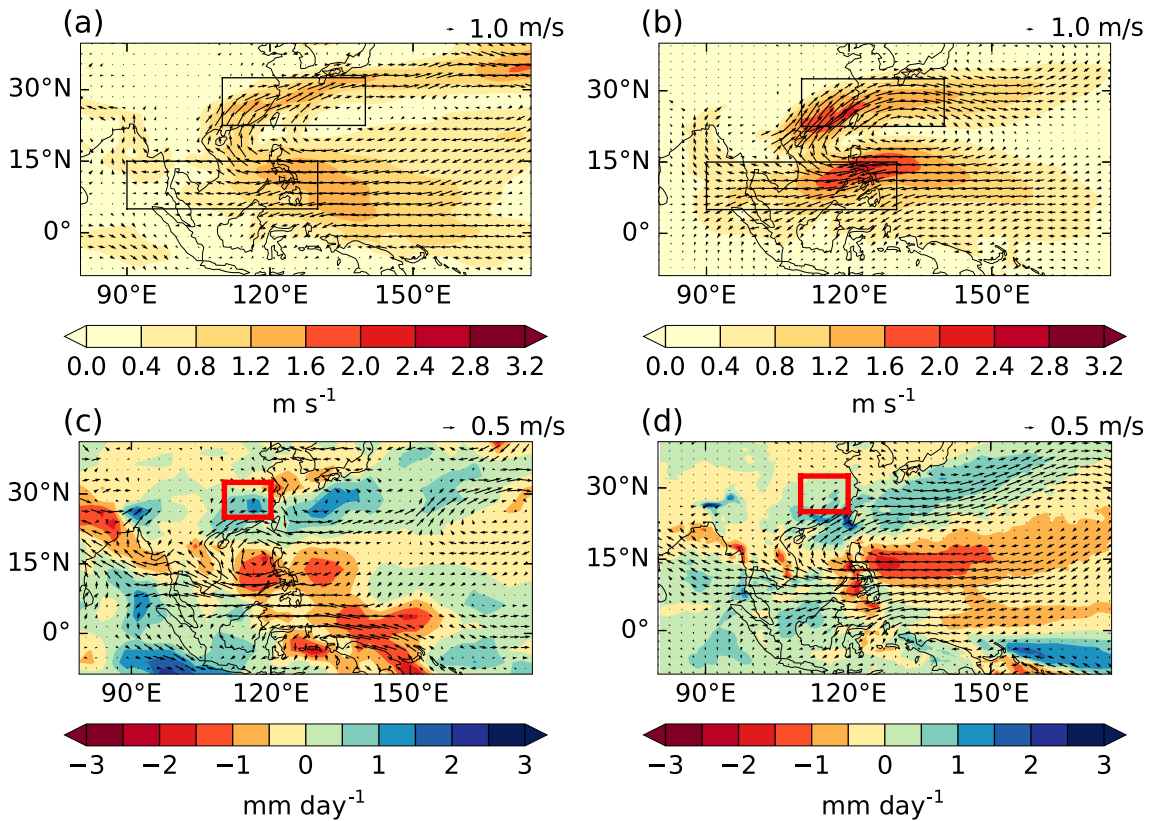 (a) → 1.0 m/s
(b) → 1.0 m/s
30°N
15°N
0°
90°E 120°E 150°E
30°N
15°N
0°
90°E 120°E 150°E
0.0 0.4 0.8 1.2 1.6 2.0 2.4 2.8 3.2
m s⁻¹
0.0 0.4 0.8 1.2 1.6 2.0 2.4 2.8 3.2
m s⁻¹
(c) → 0.5 m/s
(d) → 0.5 m/s
30°N
15°N
0°
90°E 120°E 150°E
30°N
15°N
0°
90°E 120°E 150°E
−3 −2 −1 0 1 2 3
mm day⁻¹
−3 −2 −1 0 1 2 3
mm day⁻¹